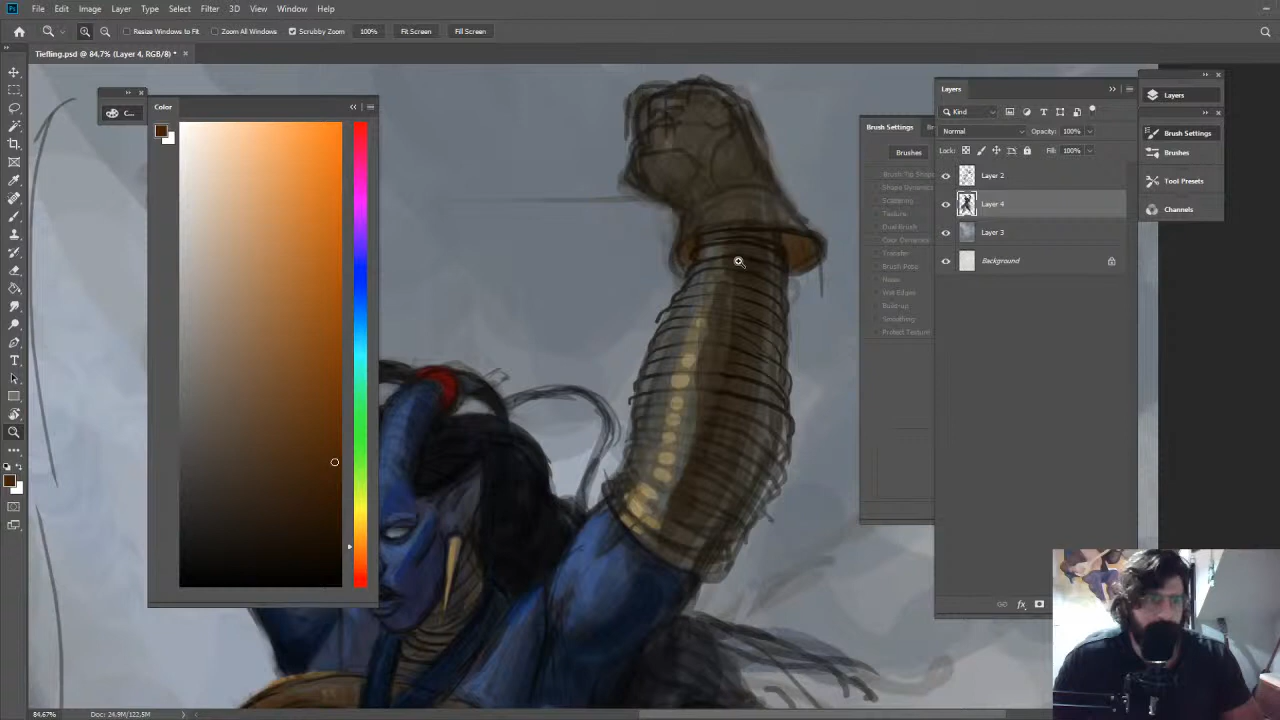 File Edit Image Layer Type Select Filter 3D View Window Help
Resize Windows to Fit Zoom All Windows Scrubby Zoom 100% Fit Screen Fill Screen
Tiefling.psd @ 84,7% (Layer 4, RGB/8) *
C...
Color
Layers
Kind
Normal Opacity: 100%
Lock: Fill: 100%
Layer 2
Layer 4
Layer 3
Background
Brush Settings
Brushes
Brush Tip Shape
Shape Dynamics
Scattering
Texture
Dual Brush
Color Dynamics
Transfer
Brush Pose
Noise
Wet Edges
Build-up
Smoothing
Protect Texture
Layers
Brush Settings
Brushes
Tool Presets
Channels
fx
84,67% Doc: 24,9M/122,5M